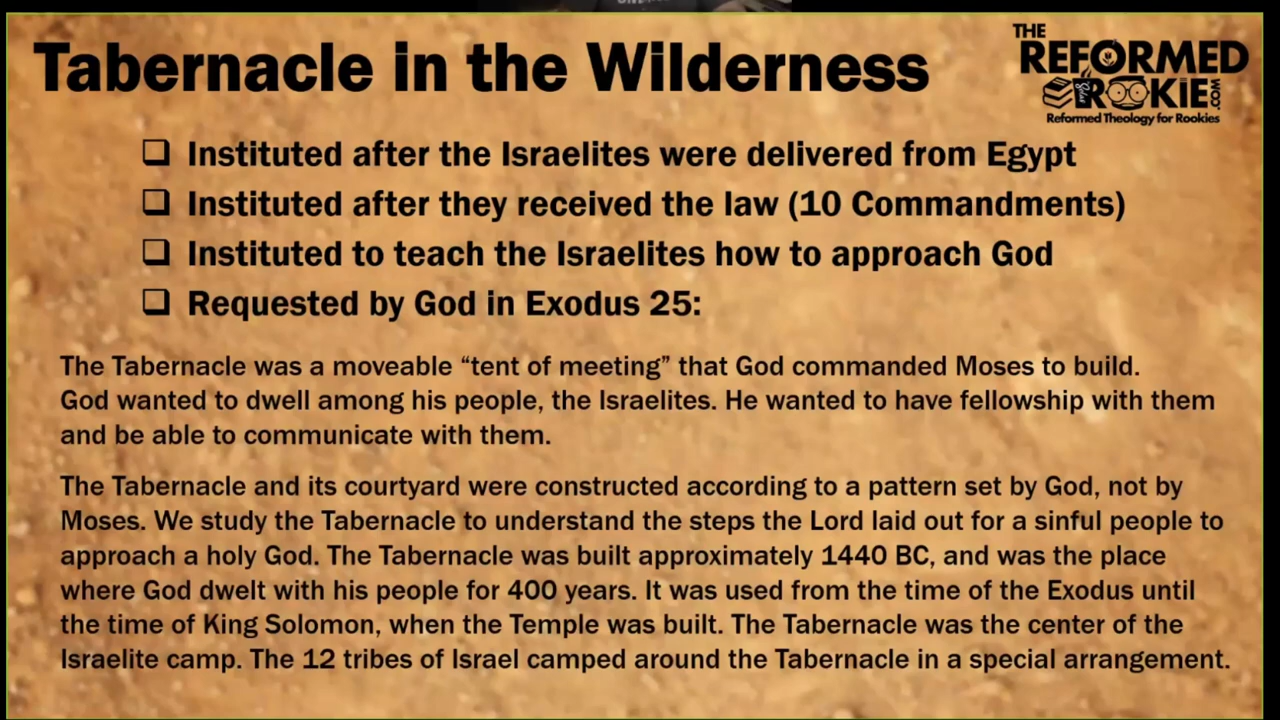 Tabernacle in the Wilderness
THE
REFORMED
ROOKIE.COM
Reformed Theology for Rookies
❑ Instituted after the Israelites were delivered from Egypt
❑ Instituted after they received the law (10 Commandments)
❑ Instituted to teach the Israelites how to approach God
❑ Requested by God in Exodus 25:
The Tabernacle was a moveable “tent of meeting” that God commanded Moses to build.
God wanted to dwell among his people, the Israelites. He wanted to have fellowship with them
and be able to communicate with them.
The Tabernacle and its courtyard were constructed according to a pattern set by God, not by
Moses. We study the Tabernacle to understand the steps the Lord laid out for a sinful people to
approach a holy God. The Tabernacle was built approximately 1440 BC, and was the place
where God dwelt with his people for 400 years. It was used from the time of the Exodus until
the time of King Solomon, when the Temple was built. The Tabernacle was the center of the
Israelite camp. The 12 tribes of Israel camped around the Tabernacle in a special arrangement.